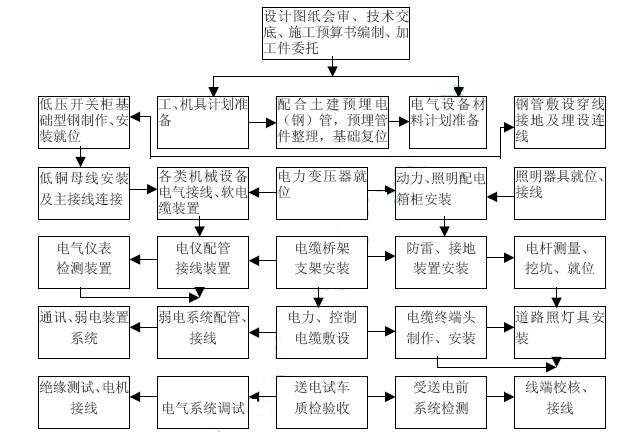 设计图纸会审、技术交
底、施工预算书编制、加
工件委托
低压开关柜基
础型钢制作、安
装就位
工、机具计划准
备
配合土建预埋电
（钢）管，预埋管
件整理，基础复位
电气设备材
料计划准备
钢管敷设穿线
接地及埋设连
线
低铜母线安装
及主接线连接
各类机械设备
电气接线、软电
缆装置
电力变压器就
位
动力、照明配电
箱柜安装
照明器具就位、
接线
电气仪表
检测装置
电仪配管
接线装置
电缆桥架
支架安装
防雷、接地
装置安装
电杆测量、
挖坑、就位
通讯、弱电装置
系统
弱电系统配管、
接线
电力、控制
电缆敷设
电缆终端头
制作、安装
道路照灯具安
装
绝缘测试、电机
接线
电气系统调试
送电试车
质检验收
受送电前
系统检测
线端校核、
接线